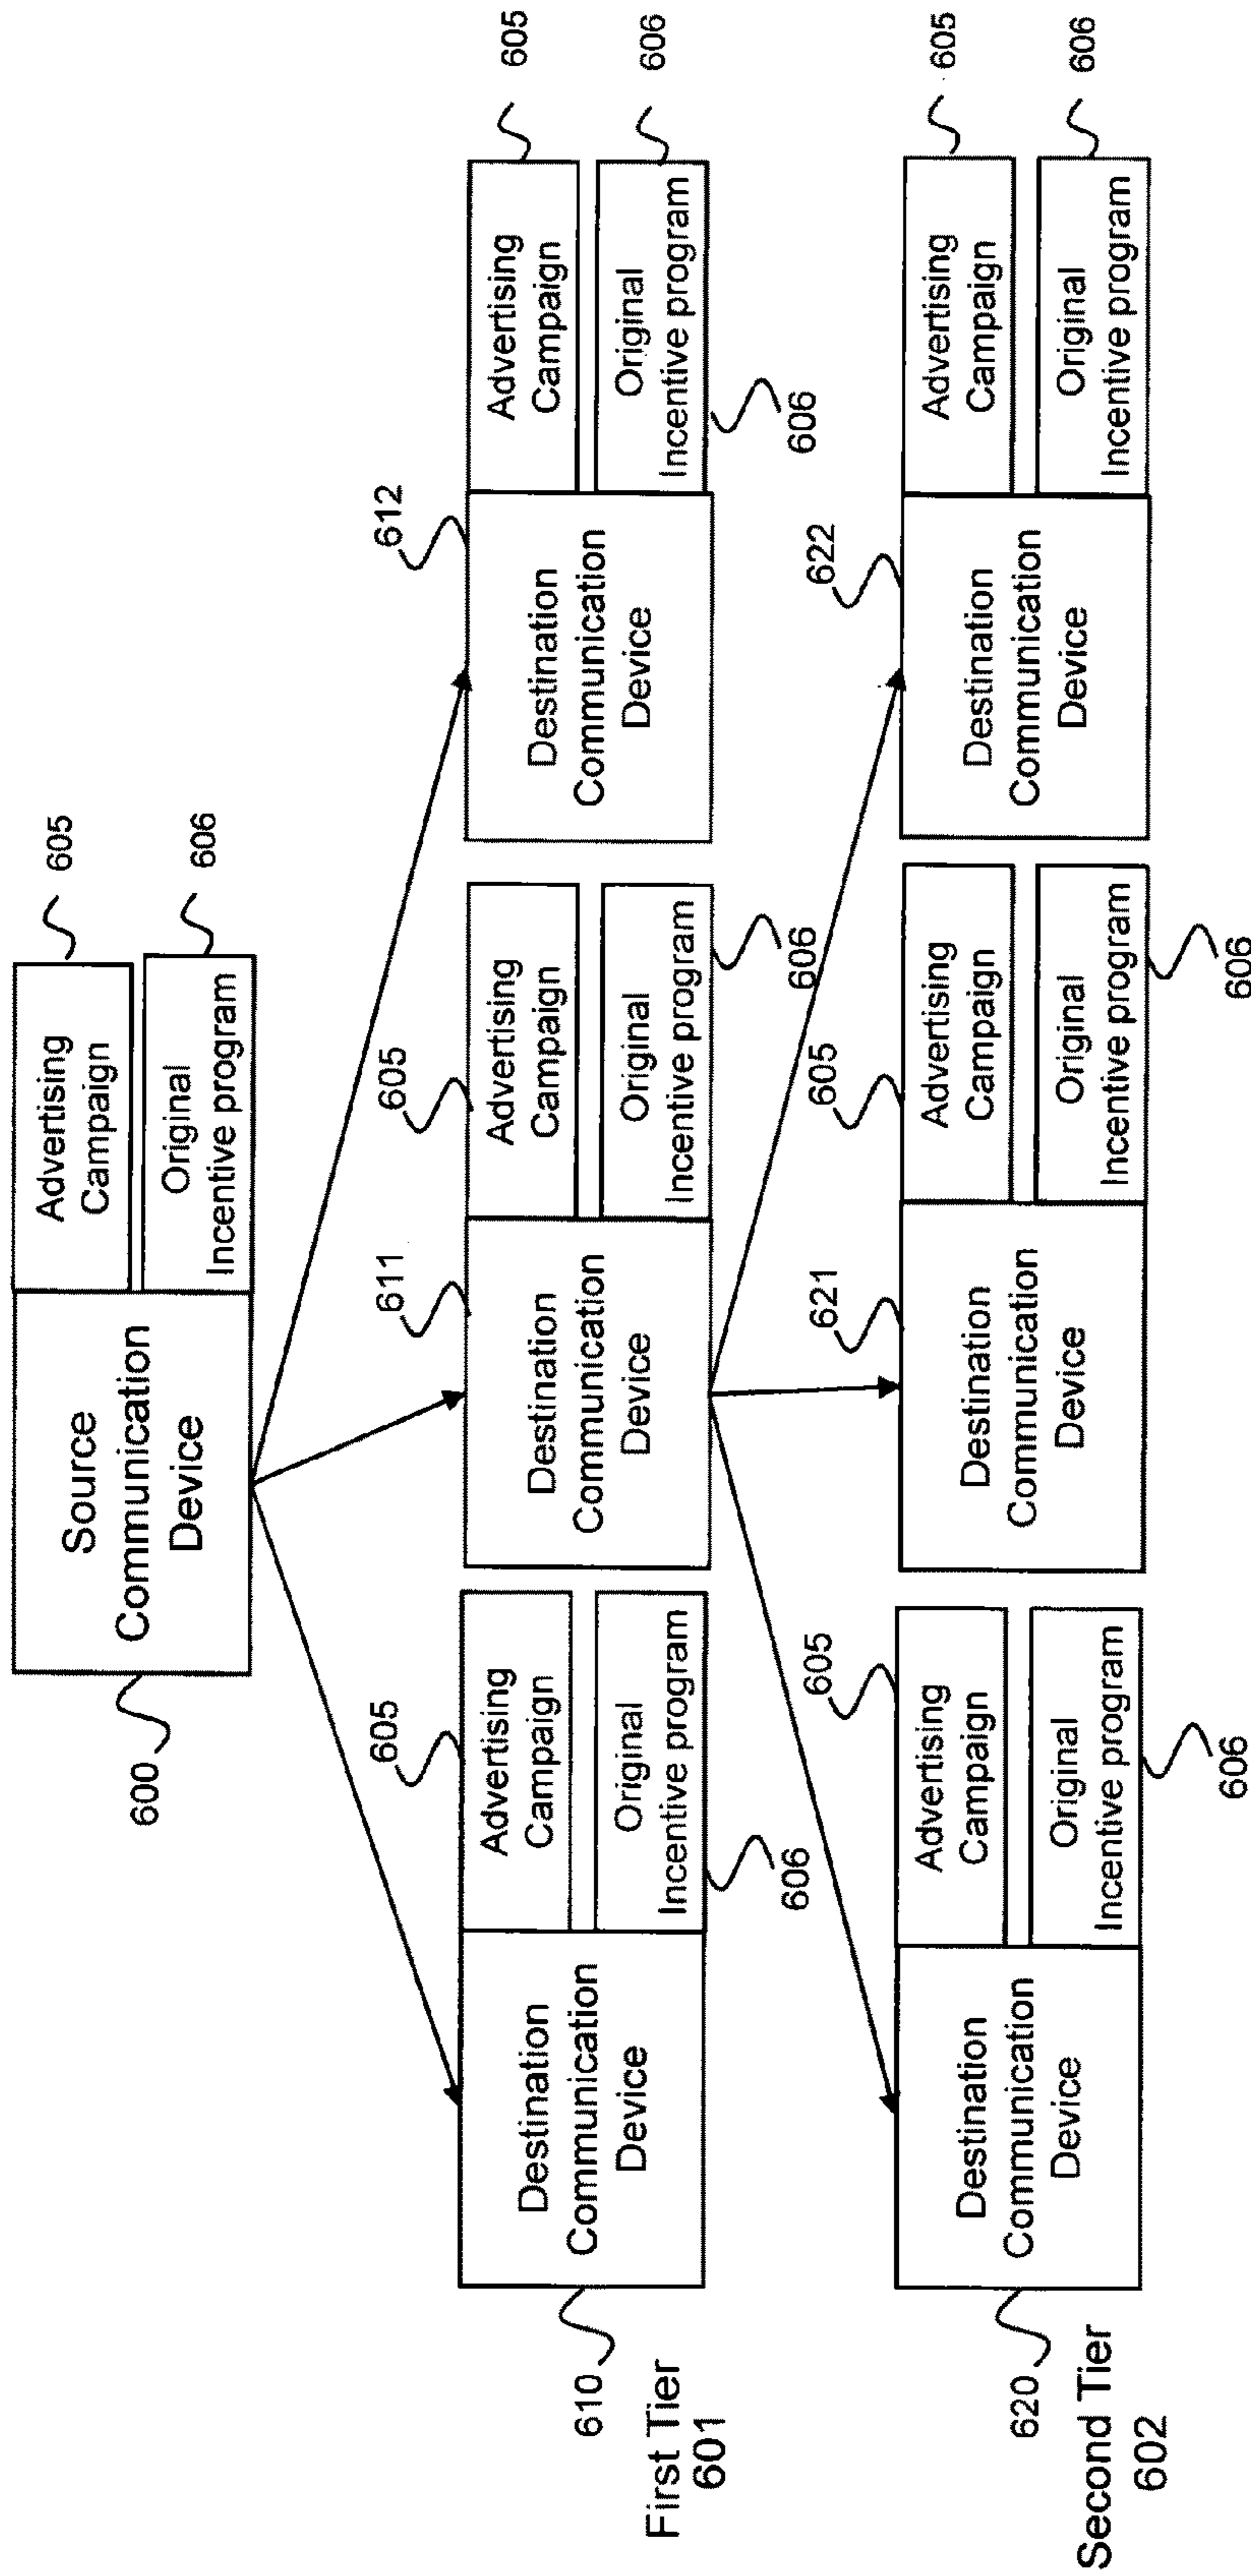 600
Source
Communication
Device
Advertising
Campaign
605
Original
Incentive program
606
First Tier
601
610
Destination
Communication
Device
605
Advertising
Campaign
Original
Incentive program
606
611
Destination
Communication
Device
605
Advertising
Campaign
Original
Incentive program
606
612
Destination
Communication
Device
Advertising
Campaign
605
Original
Incentive program
606
606
Second Tier
602
620
Destination
Communication
Device
605
Advertising
Campaign
Original
Incentive program
606
621
Destination
Communication
Device
605
Advertising
Campaign
Original
Incentive program
606
622
Destination
Communication
Device
Advertising
Campaign
605
Original
Incentive program
606